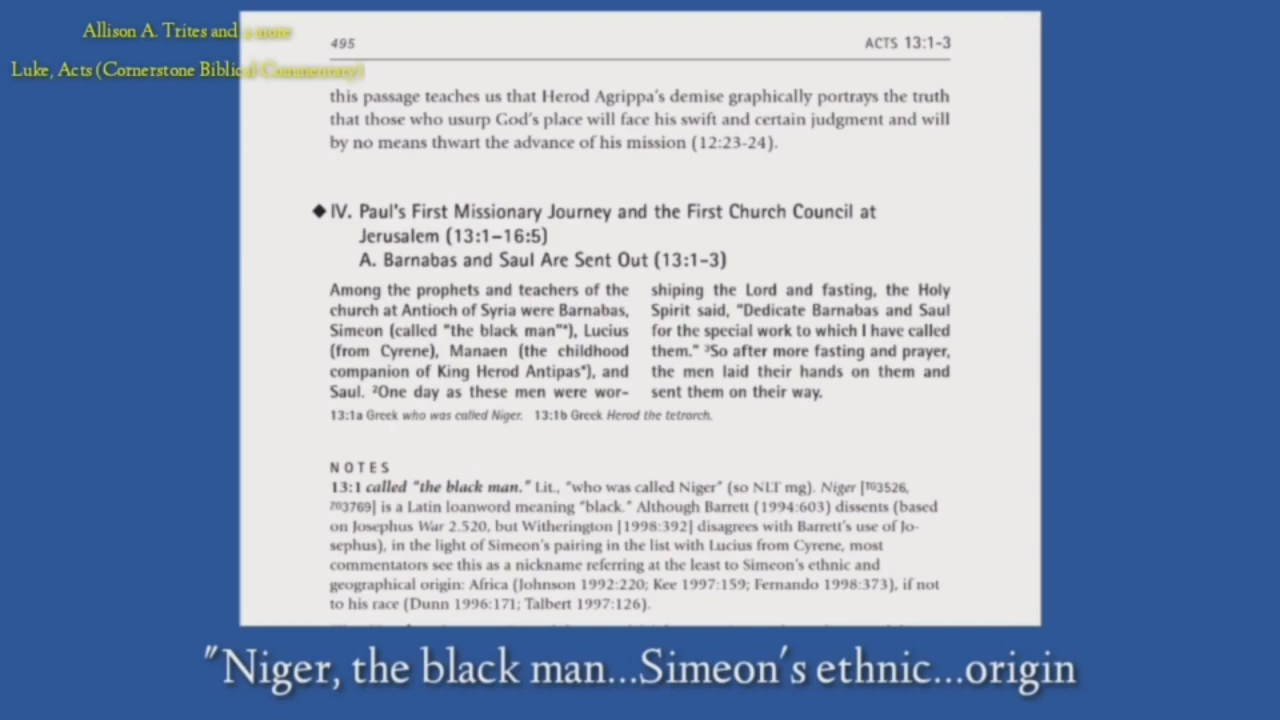 Allison A. Trites and a note
Luke, Acts (Cornerstone Biblical Commentary)
495 ACTS 13:1-3
this passage teaches us that Herod Agrippa's demise graphically portrays the truth
that those who usurp God's place will face his swift and certain judgment and will
by no means thwart the advance of his mission (12:23-24).
◆ IV. Paul's First Missionary Journey and the First Church Council at
Jerusalem (13:1–16:5)
A. Barnabas and Saul Are Sent Out (13:1-3)
Among the prophets and teachers of the
church at Antioch of Syria were Barnabas,
Simeon (called "the black man"*), Lucius
(from Cyrene), Manaen (the childhood
companion of King Herod Antipas*), and
Saul. ²One day as these men were wor-
shiping the Lord and fasting, the Holy
Spirit said, "Dedicate Barnabas and Saul
for the special work to which I have called
them." ³So after more fasting and prayer,
the men laid their hands on them and
sent them on their way.
13:1a Greek who was called Niger. 13:1b Greek Herod the tetrarch.
NOTES
13:1 called "the black man." Lit., "who was called Niger" (so NLT mg). Niger [TG3526,
ZG3769] is a Latin loanword meaning "black." Although Barrett (1994:603) dissents (based
on Josephus War 2.520, but Witherington [1998:392] disagrees with Barrett's use of Jo-
sephus), in the light of Simeon's pairing in the list with Lucius from Cyrene, most
commentators see this as a nickname referring at the least to Simeon's ethnic and
geographical origin: Africa (Johnson 1992:220; Kee 1997:159; Fernando 1998:373), if not
to his race (Dunn 1996:171; Talbert 1997:126).
"Niger, the black man...Simeon's ethnic...origin